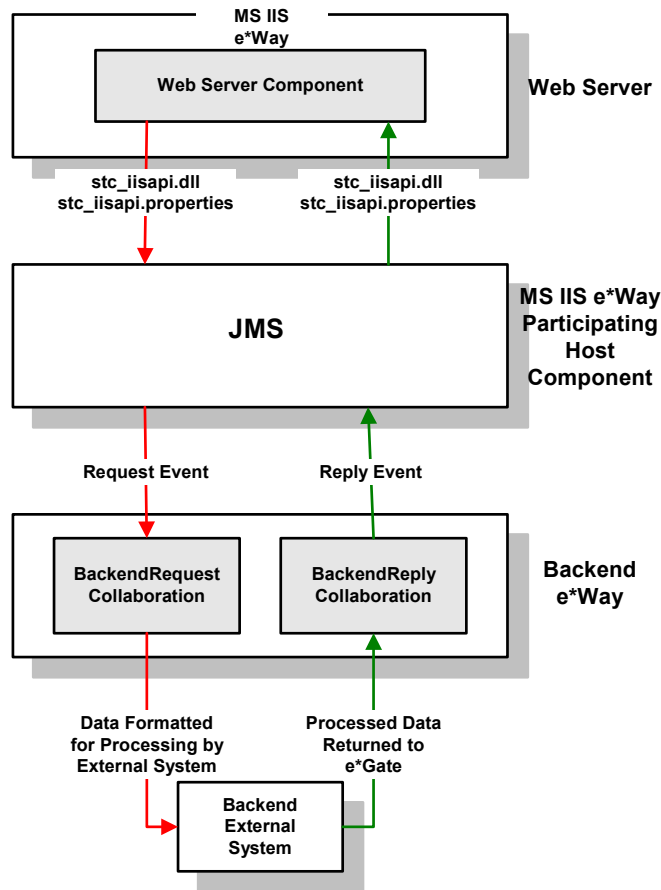 MS IIS
e*Way
Web Server Component
Web Server
stc_iisapi.dll
stc_iisapi.properties
stc_iisapi.dll
stc_iisapi.properties
JMS
MS IIS e*Way
Participating
Host
Component
Request Event
Reply Event
BackendRequest
Collaboration
BackendReply
Collaboration
Backend
e*Way
Data Formatted
for Processing by
External System
Processed Data
Returned to
e*Gate
Backend
External
System